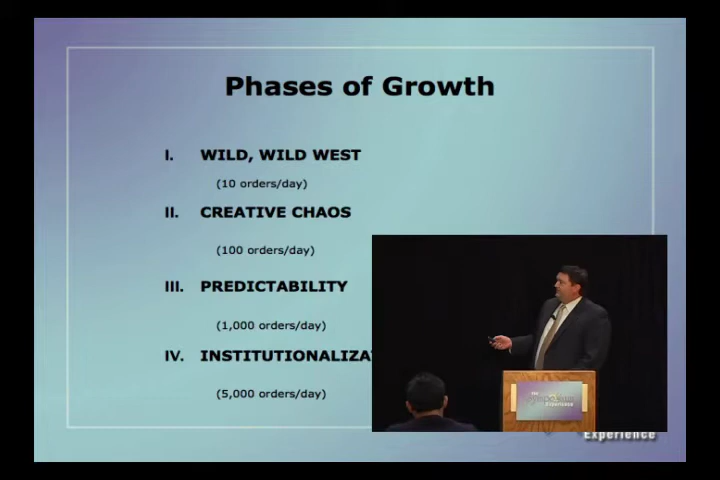 Phases of Growth
I. WILD, WILD WEST
(10 orders/day)
II. CREATIVE CHAOS
(100 orders/day)
III. PREDICTABILITY
(1,000 orders/day)
IV. INSTITUTIONALIZA
(5,000 orders/day)
Experience